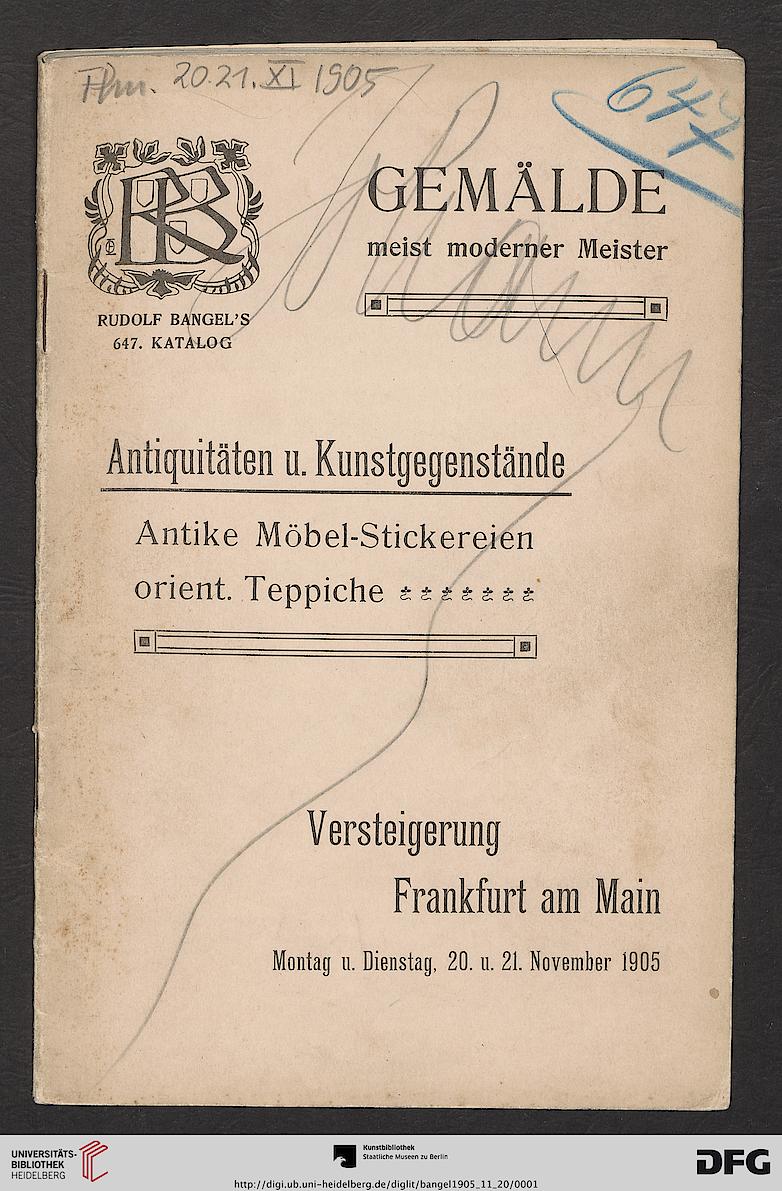 20.21. XI 1905
647
GEMÄLDE
meist moderner Meister
RUDOLF BANGEL'S
647. KATALOG
Antiquitäten u. Kunstgegenstände
Antike Möbel-Stickereien
orient. Teppiche
Versteigerung
Frankfurt am Main
Montag u. Dienstag, 20. u. 21. November 1905
UNIVERSITÄTS-
BIBLIOTHEK
HEIDELBERG
Kunstbibliothek
Staatliche Museen zu Berlin
DFG
http://digi.ub.uni-heidelberg.de/diglit/bangel1905_11_20/0001